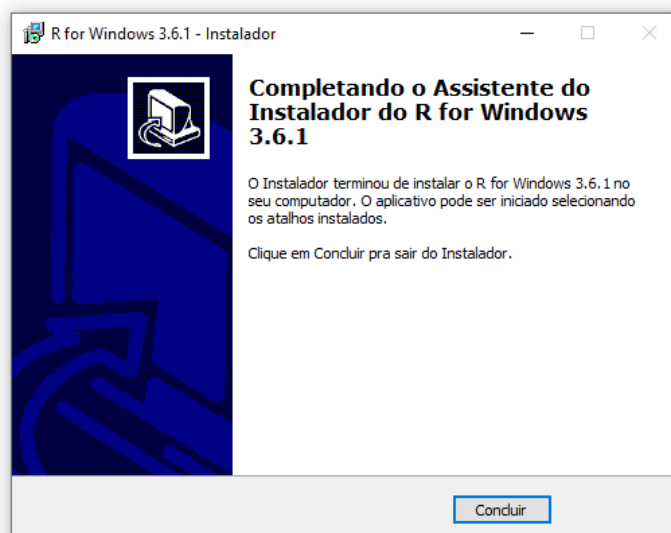 R for Windows 3.6.1 - Instalador
Completando o Assistente do
Instalador do R for Windows
3.6.1
O Instalador terminou de instalar o R for Windows 3.6.1 no
seu computador. O aplicativo pode ser iniciado selecionando
os atalhos instalados.
Clique em Concluir pra sair do Instalador.
Concluir